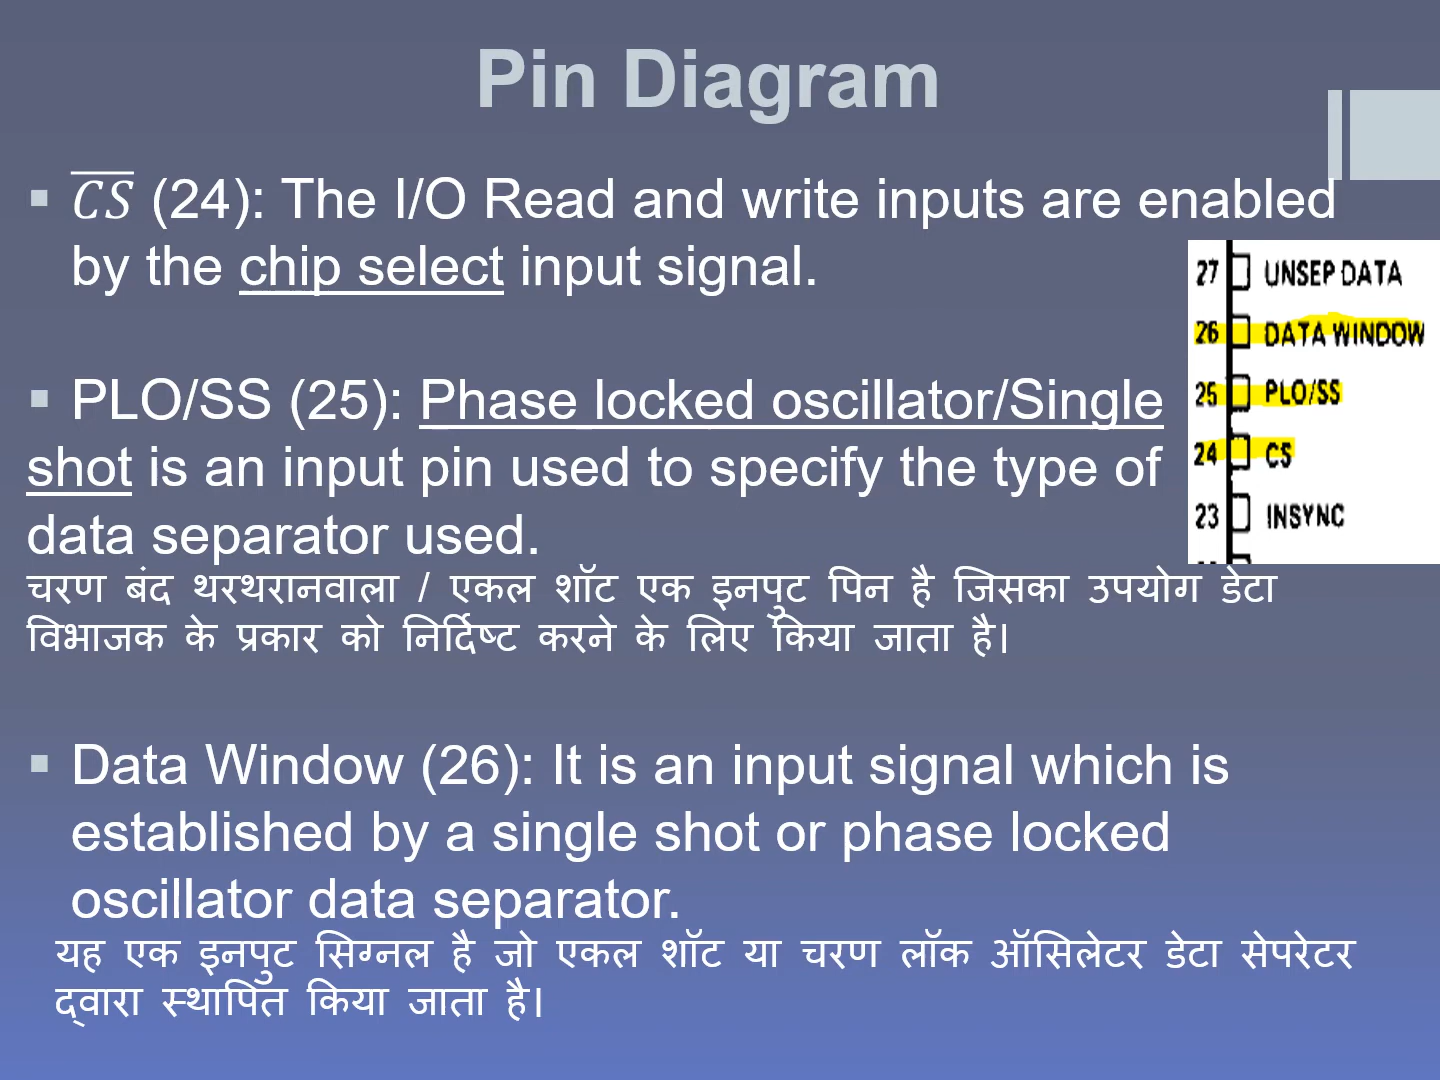 Pin Diagram
▪ C̅S̅ (24): The I/O Read and write inputs are enabled
by the chip select input signal.
27 UNSEP DATA
26 DATA WINDOW
25 PLO/SS
24 CS
23 INSYNC
▪ PLO/SS (25): Phase locked oscillator/Single
shot is an input pin used to specify the type of
data separator used.
चरण बंद थरथरानवाला / एकल शॉट एक इनपुट पिन है जिसका उपयोग डेटा
विभाजक के प्रकार को निर्दिष्ट करने के लिए किया जाता है।
▪ Data Window (26): It is an input signal which is
established by a single shot or phase locked
oscillator data separator.
यह एक इनपुट सिग्नल है जो एकल शॉट या चरण लॉक ऑसिलेटर डेटा सेपरेटर
द्वारा स्थापित किया जाता है।